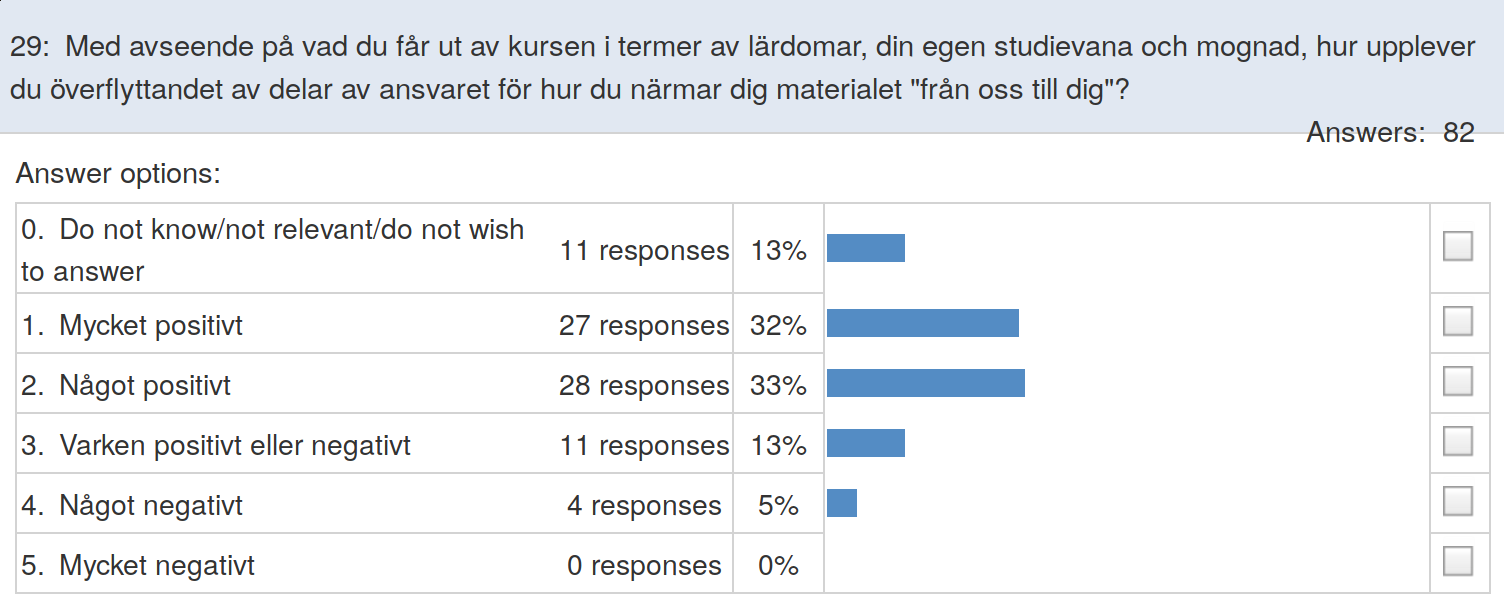 29:  Med avseende på vad du får ut av kursen i termer av lärdomar, din egen studievana och mognad, hur upplever
du överflyttandet av delar av ansvaret för hur du närmar dig materialet "från oss till dig"?
Answers:  82
Answer options:
0.  Do not know/not relevant/do not wish
to answer
11 responses 13%
1.  Mycket positivt 27 responses 32%
2.  Något positivt 28 responses 33%
3.  Varken positivt eller negativt 11 responses 13%
4.  Något negativt 4 responses 5%
5.  Mycket negativt 0 responses 0%